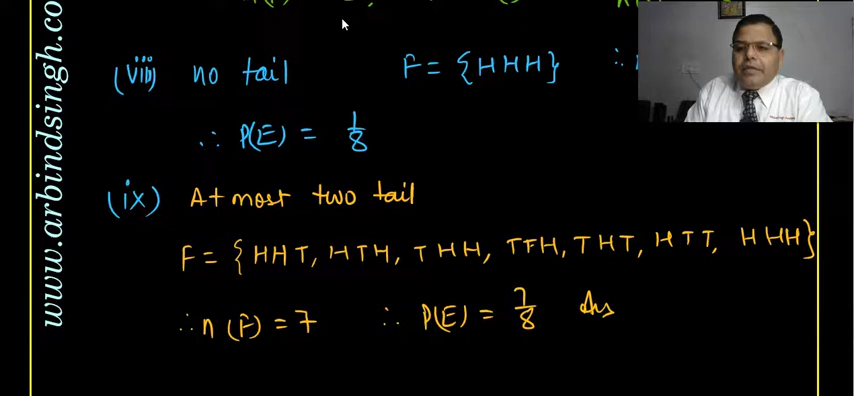 (viii) no tail F = {HHH} ∴
∴ P(E) = 1/8
(ix) At most two tail
F = {HHT, HTH, THH, TTH, THT, HTT, HHH}
∴ n(F) = 7 ∴ P(E) = 7/8 Ans
www.arbindsingh.co